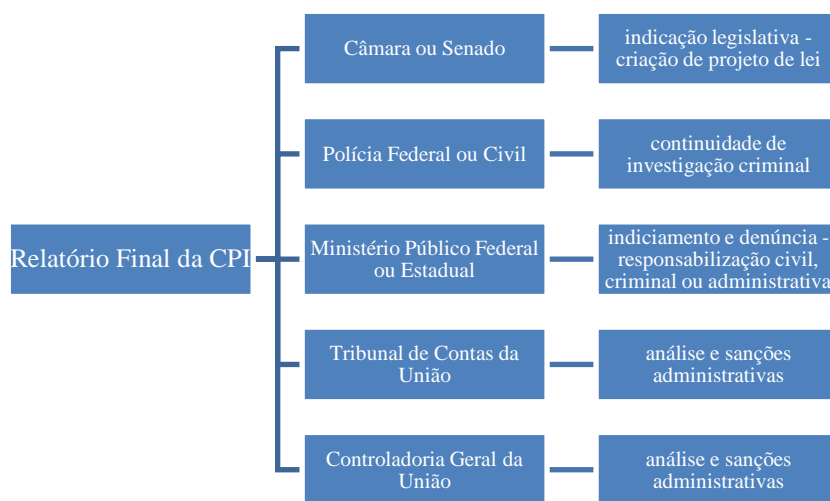 Câmara ou Senado
indicação legislativa -
criação de projeto de lei
Polícia Federal ou Civil
continuidade de
investigação criminal
Relatório Final da CPI
Ministério Público Federal
ou Estadual
indiciamento e denúncia -
responsabilização civil,
criminal ou administrativa
Tribunal de Contas da
União
análise e sanções
administrativas
Controladoria Geral da
União
análise e sanções
administrativas